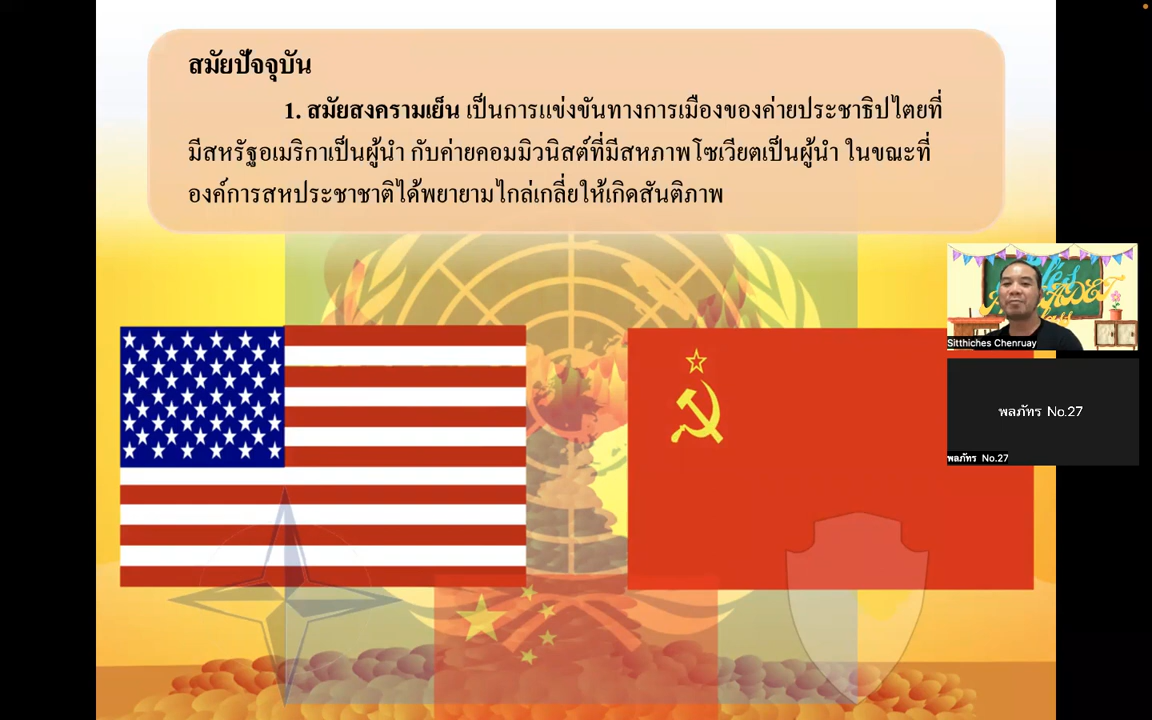 สมัยปัจจุบัน
1. สมัยสงครามเย็น เป็นการแข่งขันทางการเมืองของค่ายประชาธิปไตยที่
มีสหรัฐอเมริกาเป็นผู้นำ กับค่ายคอมมิวนิสต์ที่มีสหภาพโซเวียตเป็นผู้นำ ในขณะที่
องค์การสหประชาชาติได้พยายามไกล่เกลี่ยให้เกิดสันติภาพ
Sitthiches Chenruay
พลภัทร No.27
พลภัทร No.27